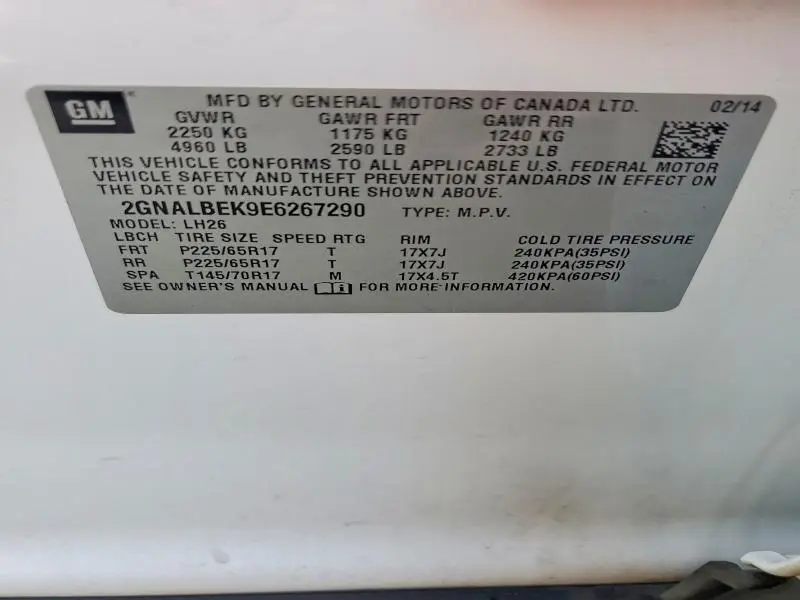 GM
MFD BY GENERAL MOTORS OF CANADA LTD. 02/14
GVWR GAWR FRT GAWR RR
2250 KG 1175 KG 1240 KG
4960 LB 2590 LB 2733 LB
THIS VEHICLE CONFORMS TO ALL APPLICABLE U.S. FEDERAL MOTOR
VEHICLE SAFETY AND THEFT PREVENTION STANDARDS IN EFFECT ON
THE DATE OF MANUFACTURE SHOWN ABOVE.
2GNALBEK9E6267290 TYPE: M.P.V.
MODEL: LH26
LBCH TIRE SIZE SPEED RTG RIM COLD TIRE PRESSURE
FRT P225/65R17 T 17X7J 240KPA(35PSI)
RR P225/65R17 T 17X7J 240KPA(35PSI)
SPA T145/70R17 M 17X4.5T 420KPA(60PSI)
SEE OWNER'S MANUAL i FOR MORE INFORMATION.